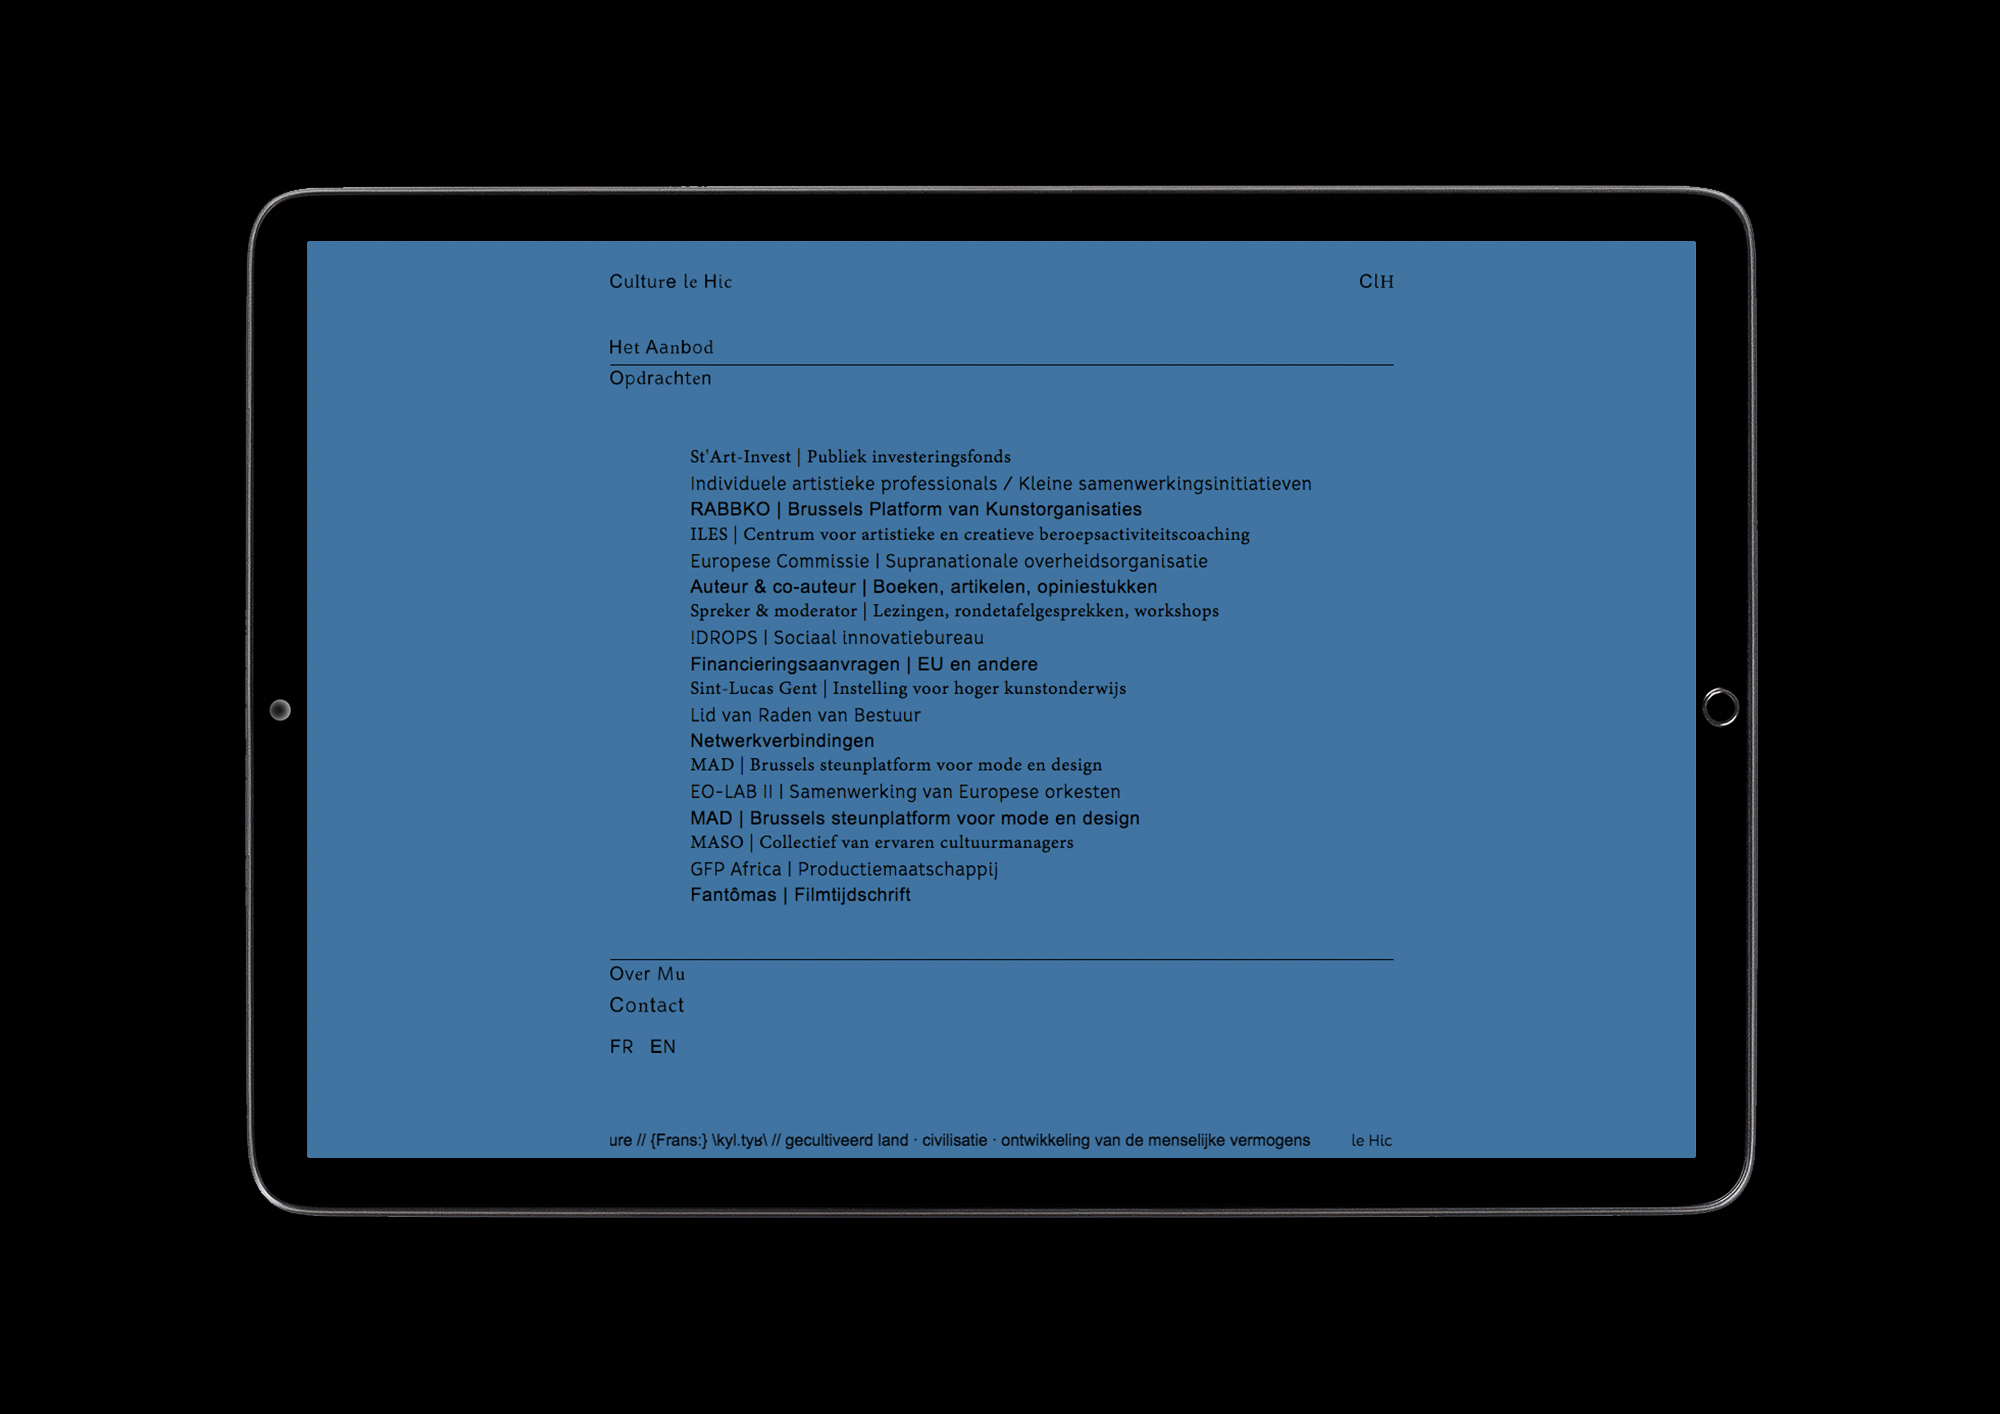 Culture le Hic
ClH
Het Aanbod
Opdrachten
St'Art-Invest | Publiek investeringsfonds
Individuele artistieke professionals / Kleine samenwerkingsinitiatieven
RABBKO | Brussels Platform van Kunstorganisaties
ILES | Centrum voor artistieke en creatieve beroepsactiviteitscoaching
Europese Commissie | Supranationale overheidsorganisatie
Auteur & co-auteur | Boeken, artikelen, opiniestukken
Spreker & moderator | Lezingen, rondetafelgesprekken, workshops
!DROPS | Sociaal innovatiebureau
Financieringsaanvragen | EU en andere
Sint-Lucas Gent | Instelling voor hoger kunstonderwijs
Lid van Raden van Bestuur
Netwerkverbindingen
MAD | Brussels steunplatform voor mode en design
EO-LAB II | Samenwerking van Europese orkesten
MAD | Brussels steunplatform voor mode en design
MASO | Collectief van ervaren cultuurmanagers
GFP Africa | Productiemaatschappij
Fantômas | Filmtijdschrift
Over Mu
Contact
FR EN
ure // {Frans:} \kyl.tyʁ\ // gecultiveerd land · civilisatie · ontwikkeling van de menselijke vermogens le Hic